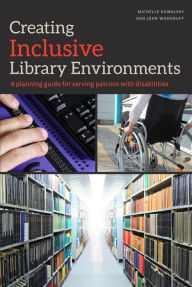 MICHELLE KOWALSKY
AND JOHN WOODRUFF
Creating
Inclusive
Library Environments
A planning guide for serving patrons with disabilities